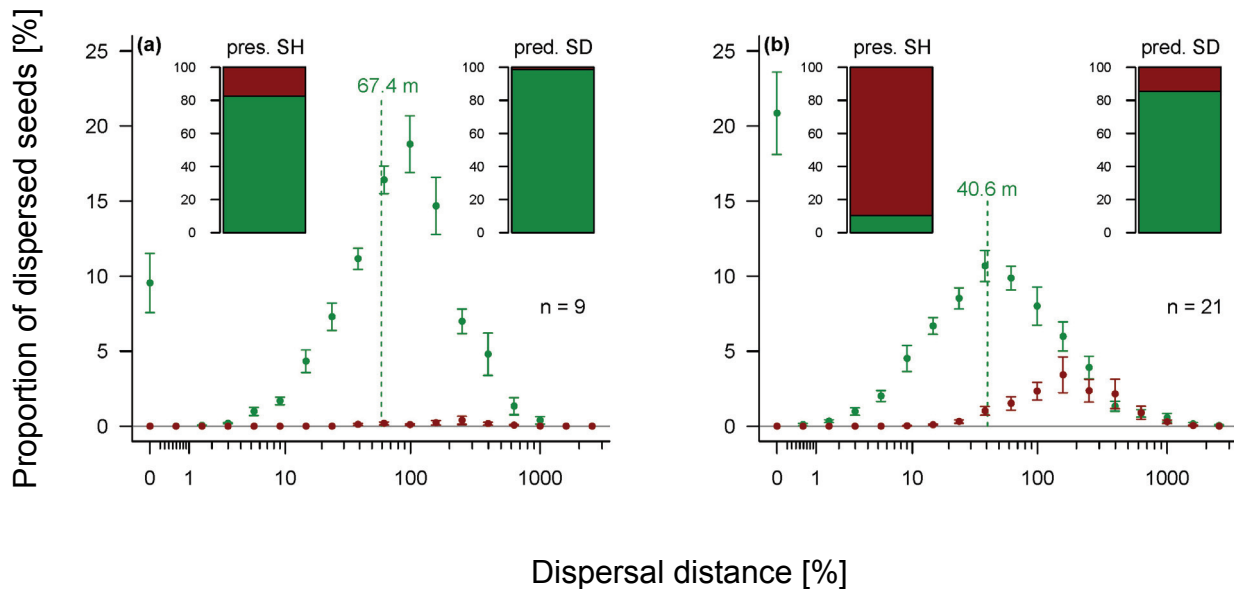 Proportion of dispersed seeds [%]
(a)
pres. SH
pred. SD
25
20
15
10
5
0
100
80
60
40
20
0
100
80
60
40
20
0
67.4 m
n = 9
0 1 10 100 1000
(b)
pres. SH
pred. SD
25
20
15
10
5
0
100
80
60
40
20
0
100
80
60
40
20
0
40.6 m
n = 21
0 1 10 100 1000
Dispersal distance [%]